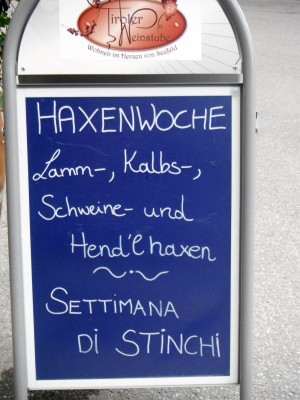 Tiroler
Weinstube
Wohnen im Herzen von Seefeld
HAXENWOCHE
Lamm-, Kalbs-,
Schweine- und
Hend'lhaxen
SETTIMANA
DI STINCHI